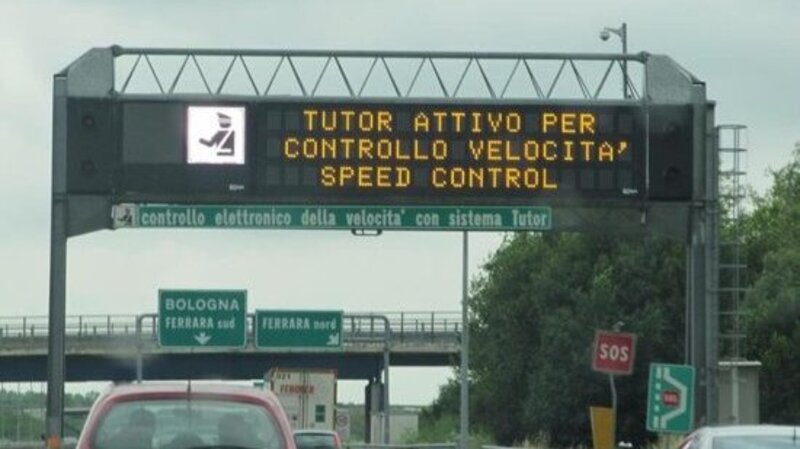 TUTOR ATTIVO PER
CONTROLLO VELOCITA'
SPEED CONTROL
controllo elettronico della velocita' con sistema Tutor
BOLOGNA
FERRARA sud
FERRARA nord
SOS
SOS